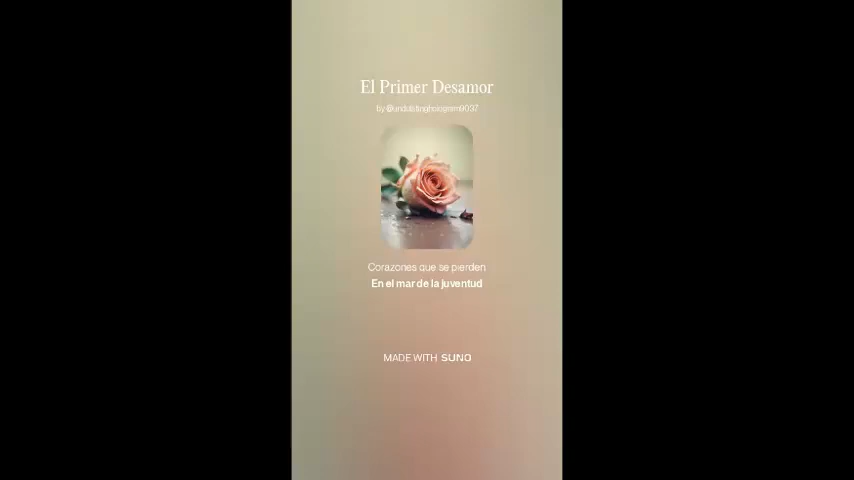 El Primer Desamor
Corazones que se pierden
En el mar de la juventud
MADE WITH SUNO